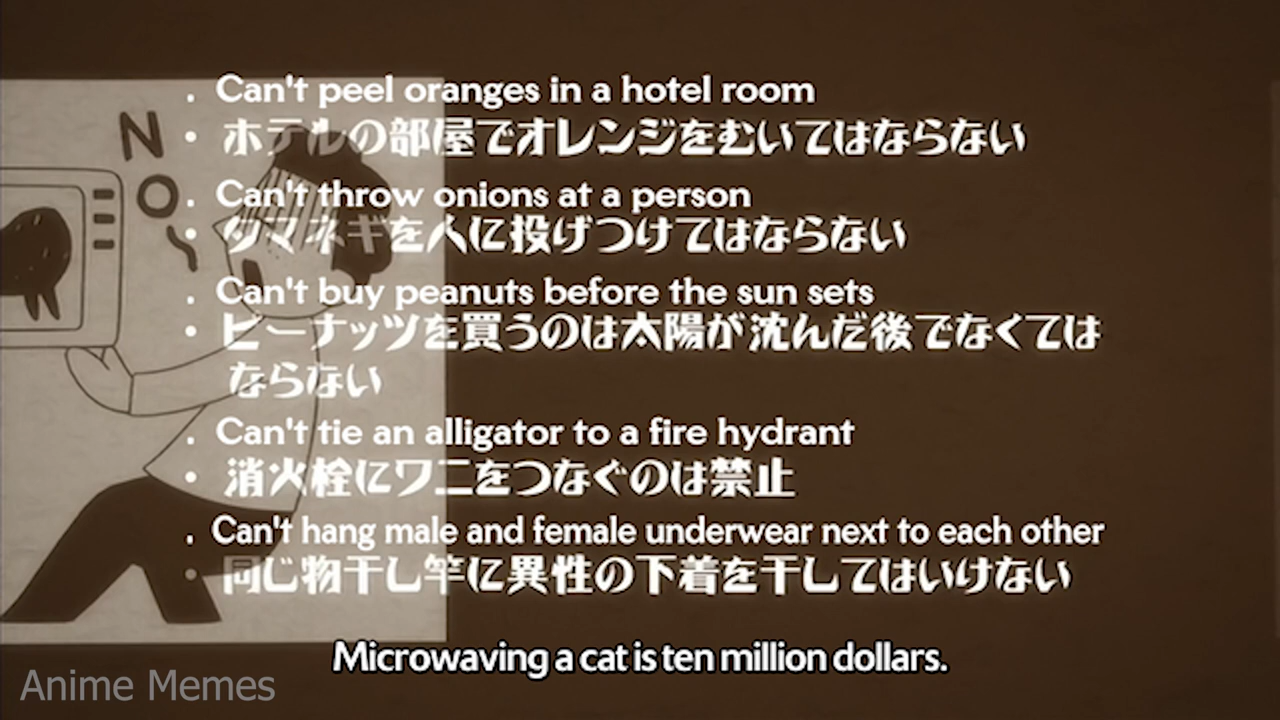 NO~
. Can't peel oranges in a hotel room
・ ホテルの部屋でオレンジをむいてはならない
. Can't throw onions at a person
・ タマネギを人に投げつけてはならない
. Can't buy peanuts before the sun sets
・ ピーナッツを買うのは太陽が沈んだ後でなくては
ならない
. Can't tie an alligator to a fire hydrant
・ 消火栓にワニをつなぐのは禁止
. Can't hang male and female underwear next to each other
・ 同じ物干し竿に異性の下着を干してはいけない
Microwaving a cat is ten million dollars.
Anime Memes